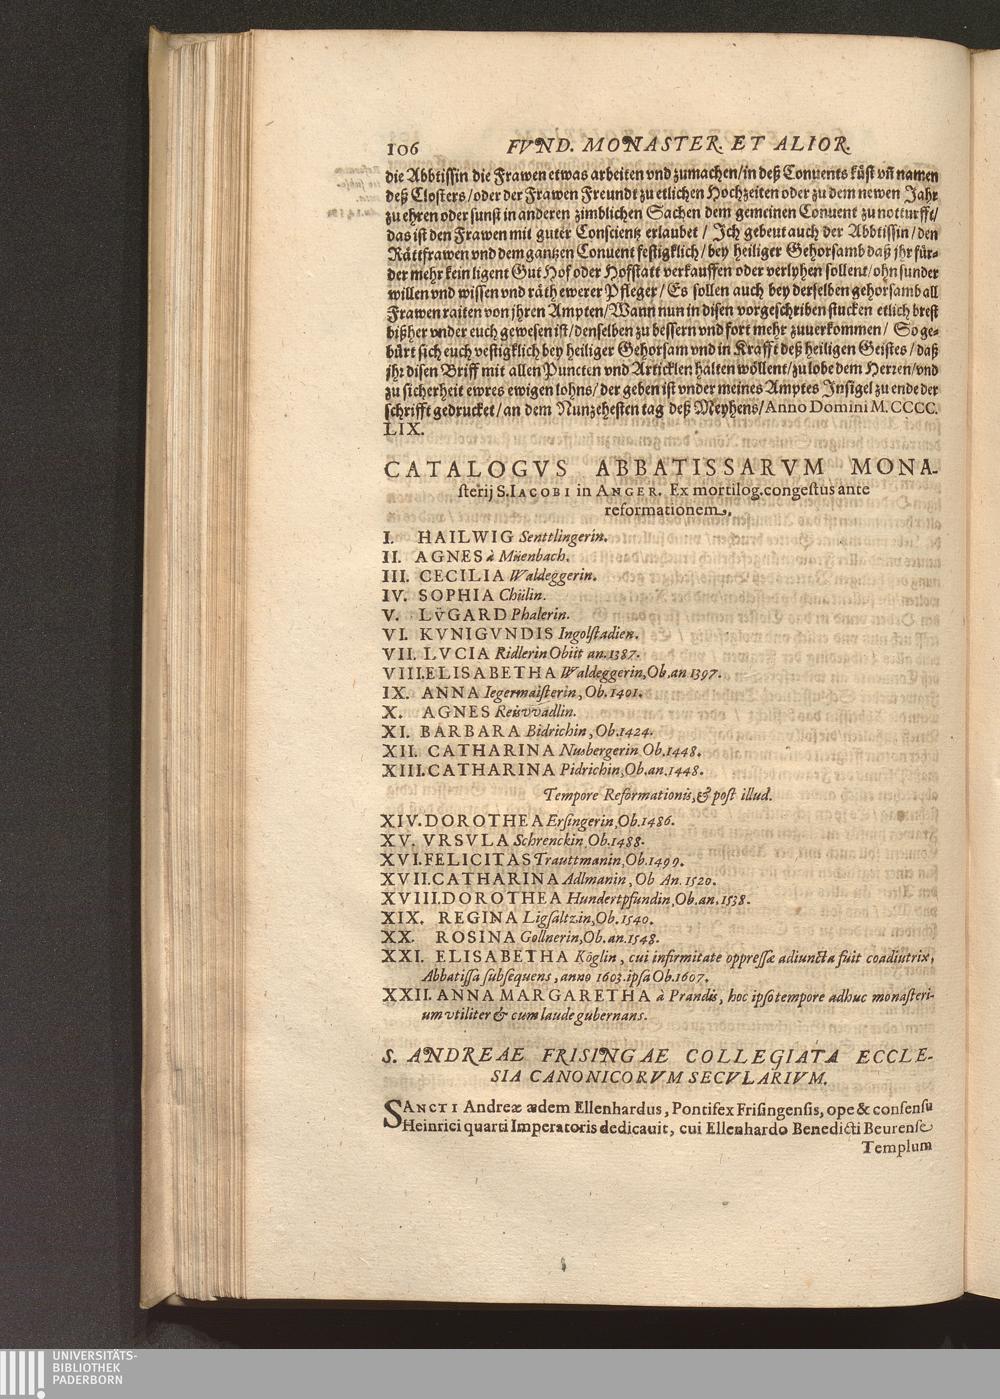 106 FVND. MONASTER. ET ALIOR.
die Abbtissin die Frawen etwas arbeiten vnd zumachen/in deß Conuents kůst vñ namen
deß Closters/oder der Frawen Freundt zu etlichen Hochzeiten oder zu dem newen Jahr
zu ehren oder sunst in anderen zimblichen Sachen dem gemeinen Conuent zu notturfft/
das ist den Frawen mit guter Conscientz erlaubet / Jch gebeut auch der Abbtissin/den
Råttfrawen vnd dem gantzen Conuent festigklich/bey heiliger Gehorsamb daß jhr für-
der mehr kein ligent Gut Hof oder Hofstatt verkauffen oder verlyhen sollent/ohn sunder
willen vnd wissen vnd råth ewerer Pfleger/Es sollen auch bey derselben gehorsamb all
Frawen raiten von jhren Ampten/Wann nun in disen vorgeschriben stucken etlich brest
bißher vnder euch gewesen ist/denselben zu bessern vnd fort mehr zuuerkommen/ So ge-
bürt sich euch vestigklich bey heiliger Gehorsam vnd in Krafft deß heiligen Geistes/daß
jhr disen Briff mit allen Puncten vnd Articklen halten wöllent/zu lobe dem Herren/vnd
zu sicherheit ewres ewigen lohns/der geben ist vnder meines Amptes Jnsigel zu ende der
schrifft gedrucket/an dem Nunzehesten tag deß Meyhens/Anno Domini M. CCCC.
LIX.
CATALOGVS ABBATISSARVM MONA-
sterij S. IACOBI in ANGER. Ex mortilog. congestus ante
reformationem.
I. HAILWIG Senttlingerin.
II. AGNES à Müenbach.
III. CECILIA Waldeggerin.
IV. SOPHIA Chülin.
V. LVGARD Phalerin.
VI. KVNIGVNDIS Ingolstadien.
VII. LVCIA Ridlerin Obiit an. 1387.
VIII. ELISABETHA Waldeggerin, Ob. an 1397.
IX. ANNA Iegermaisterin, Ob. 1401.
X. AGNES Reisvvadlin.
XI. BARBARA Bidrichin, Ob. 1424.
XII. CATHARINA Nusbergerin Ob. 1448.
XIII. CATHARINA Pidrichin, Ob. an. 1448.
Tempore Reformationis, & post illud.
XIV. DOROTHEA Ersingerin, Ob. 1486.
XV. VRSVLA Schrenckin Ob. 1488.
XVI. FELICITAS Trauttmanin, Ob. 1499.
XVII. CATHARINA Adlmanin, Ob An. 1520.
XVIII. DOROTHEA Hundertpfundin, Ob. an. 1538.
XIX. REGINA Ligsaltzin, Ob. 1540.
XX. ROSINA Gollnerin, Ob. an. 1548.
XXI. ELISABETHA Köglin, cui infirmitate oppressæ adiuncta fuit coadiutrix,
Abbatissa subsequens, anno 1603. ipsa Ob. 1607.
XXII. ANNA MARGARETHA à Prandis, hoc ipso tempore adhuc monasteri-
um vtiliter & cum laude gubernans.
S. ANDREAE FRISINGAE COLLEGIATA ECCLE-
SIA CANONICORVM SECVLARIVM.
SANCTI Andreæ ædem Ellenhardus, Pontifex Frisingensis, ope & consensu
Heinrici quarti Imperatoris dedicauit, cui Ellenhardo Benedicti Beurense
Templum
UNIVERSITÄTS-
BIBLIOTHEK
PADERBORN